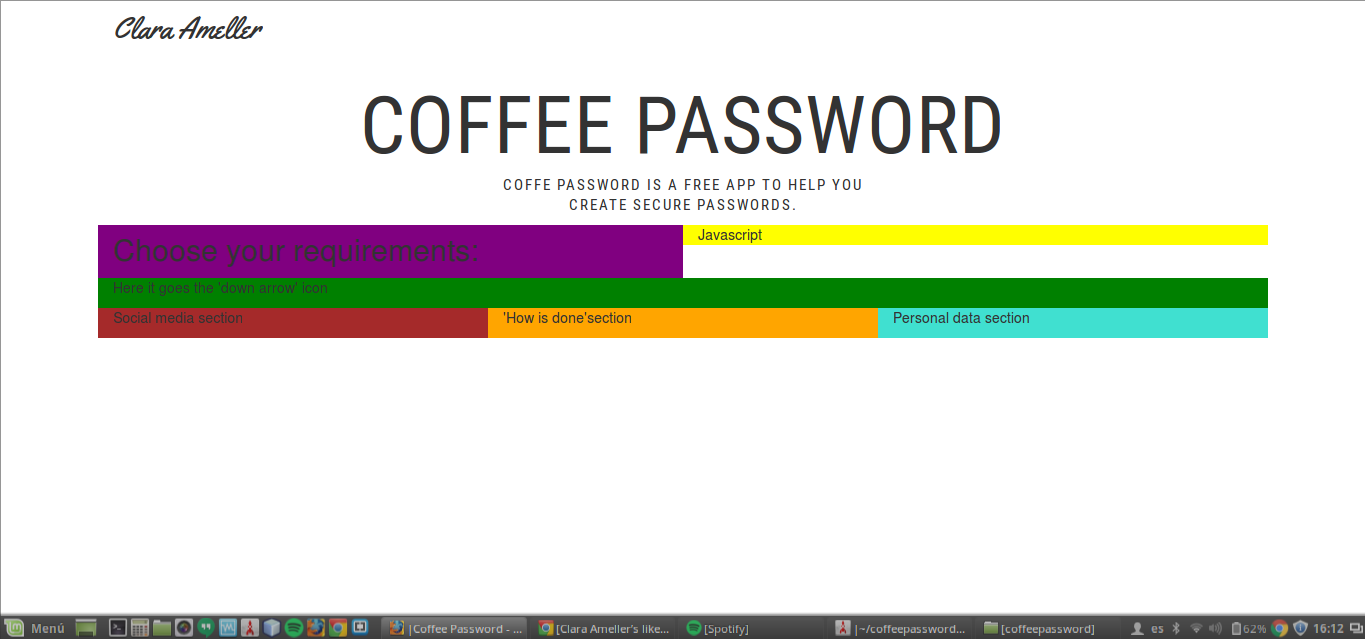 Clara Ameller
COFFEE PASSWORD
COFFE PASSWORD IS A FREE APP TO HELP YOU
CREATE SECURE PASSWORDS.
Choose your requirements:
Javascript
Here it goes the 'down arrow' icon
Social media section
'How is done'section
Personal data section
Menú
|Coffee Password - ...
[Clara Ameller's like...
[Spotify]
|~/coffeepassword...
[coffeepassword]
es
62%
16:12